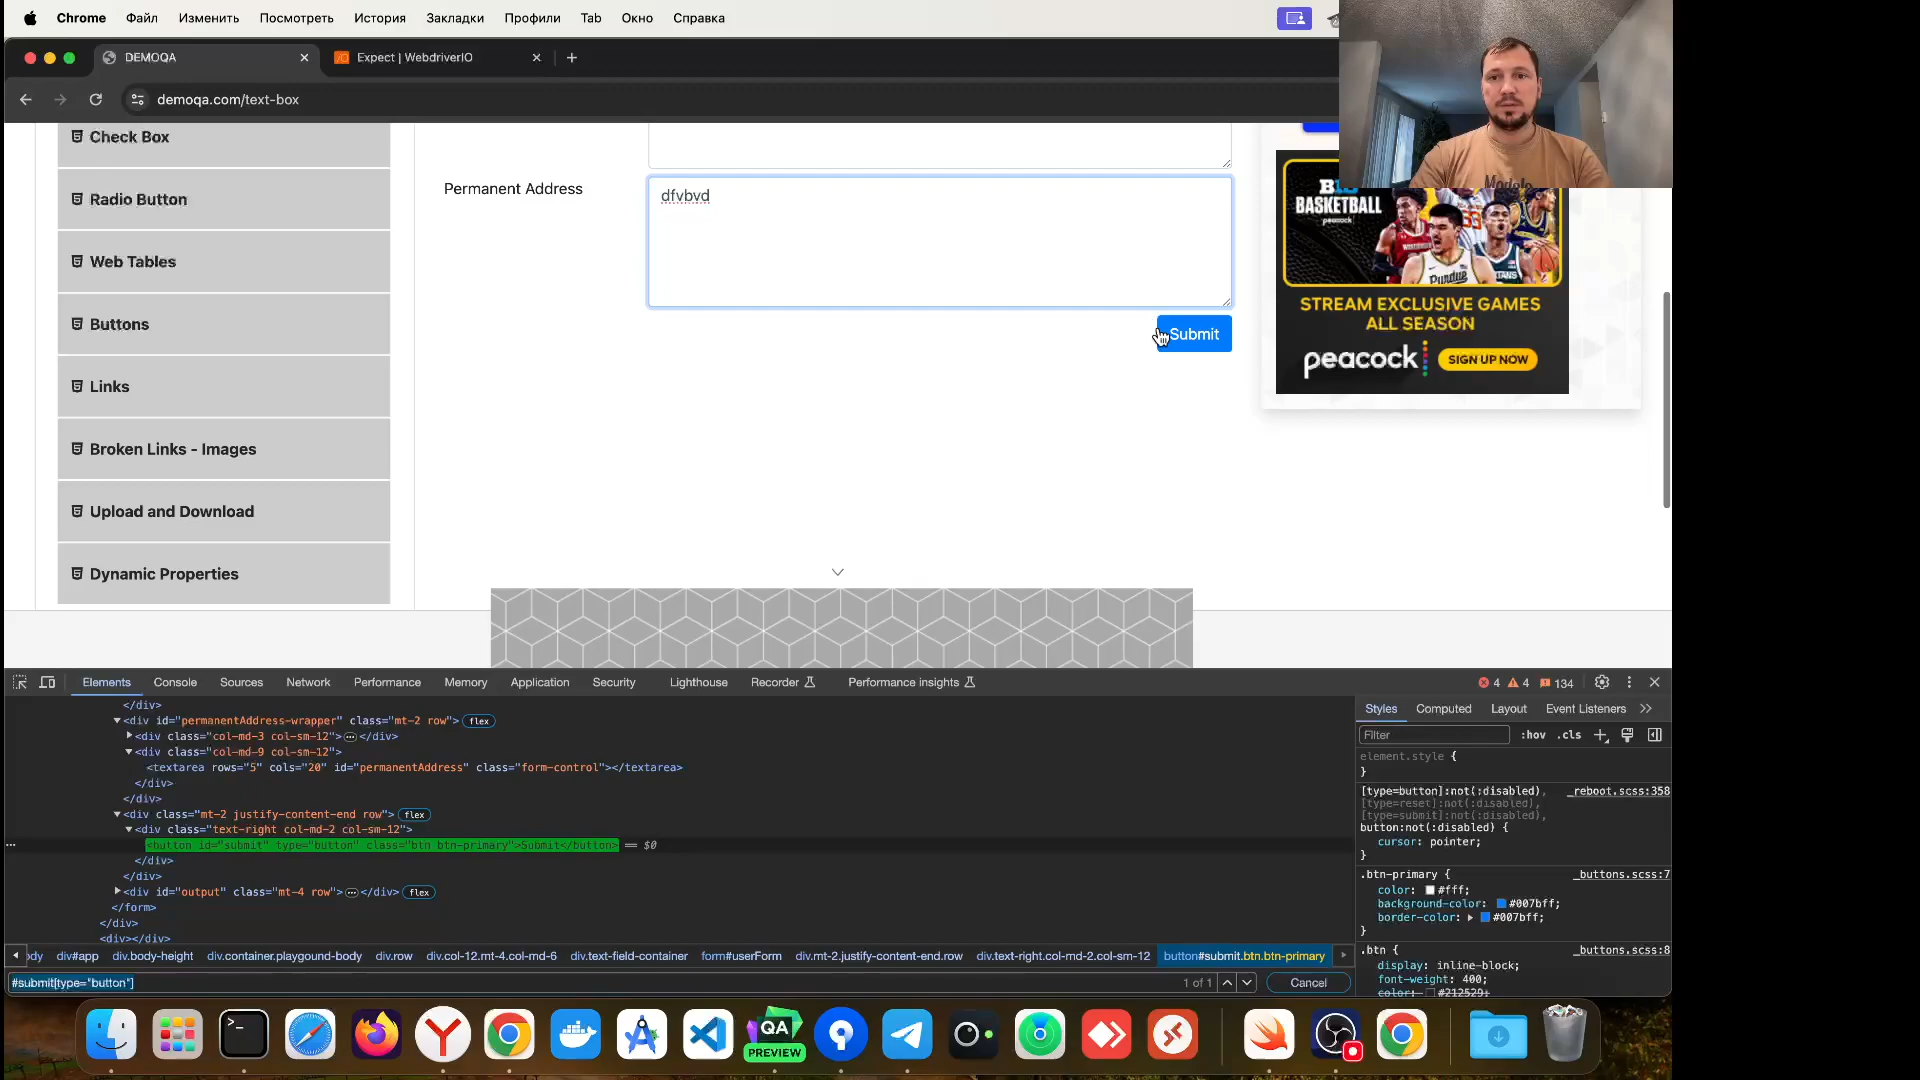 Chrome Файл Изменить Посмотреть История Закладки Профили Tab Окно Справка
DEMOQA
Expect | WebdriverIO
demoqa.com/text-box
Check Box
Radio Button
Web Tables
Buttons
Links
Broken Links - Images
Upload and Download
Dynamic Properties
Permanent Address
dfvbvd
Submit
BASKETBALL
peacock
Purdue
STREAM EXCLUSIVE GAMES
ALL SEASON
peacock SIGN UP NOW
Elements Console Sources Network Performance Memory Application Security Lighthouse Recorder Performance insights 4 4 134
</div>
<div id="permanentAddress-wrapper" class="mt-2 row"> flex
<div class="col-md-3 col-sm-12"> … </div>
<div class="col-md-9 col-sm-12">
<textarea rows="5" cols="20" id="permanentAddress" class="form-control"></textarea>
</div>
</div>
<div class="mt-2 justify-content-end row"> flex
<div class="text-right col-md-2 col-sm-12">
… <button id="submit" type="button" class="btn btn-primary">Submit</button> == $0
</div>
</div>
<div id="output" class="mt-4 row"> … </div> flex
</form>
</div>
<div></div>
ody div#app div.body-height div.container.playgound-body div.row div.col-12.mt-4.col-md-6 div.text-field-container form#userForm div.mt-2.justify-content-end.row div.text-right.col-md-2.col-sm-12 button#submit.btn.btn-primary
#submit[type="button"] 1 of 1 Cancel
Styles Computed Layout Event Listeners
Filter :hov .cls
element.style {
}
[type=button]:not(:disabled), _reboot.scss:358
[type=reset]:not(:disabled),
[type=submit]:not(:disabled),
button:not(:disabled) {
cursor: pointer;
}
.btn-primary { _buttons.scss:7
color: #fff;
background-color: #007bff;
border-color: #007bff;
}
.btn { _buttons.scss:8
display: inline-block;
font-weight: 400;
color: #212529;
QA
PREVIEW